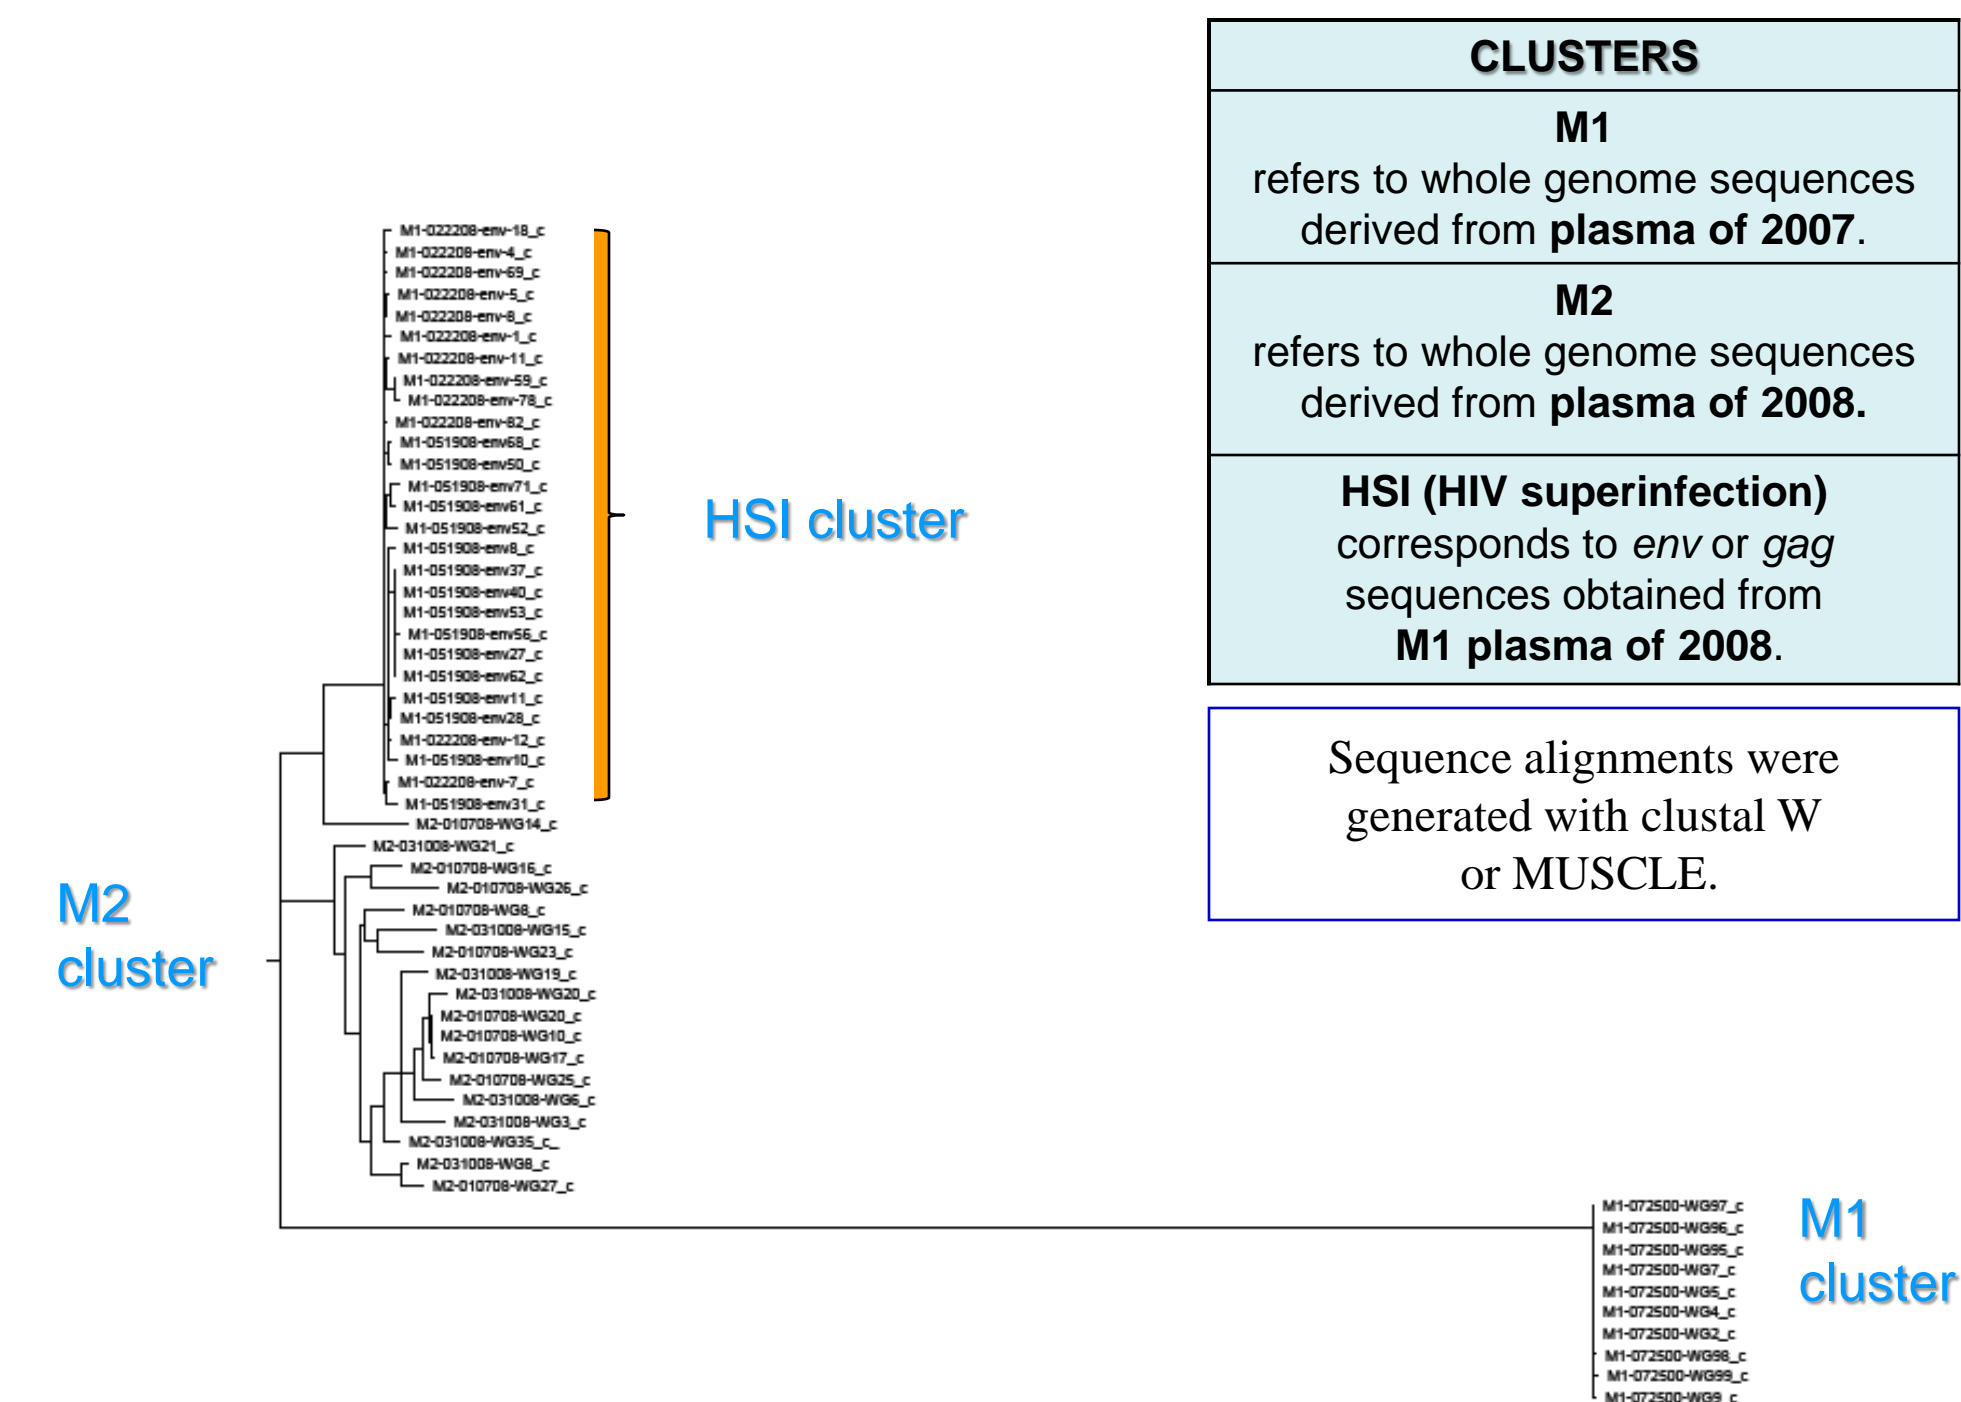 CLUSTERS
M1
refers to whole genome sequences
derived from plasma of 2007.
M2
refers to whole genome sequences
derived from plasma of 2008.
HSI (HIV superinfection)
corresponds to env or gag
sequences obtained from
M1 plasma of 2008.
Sequence alignments were
generated with clustal W
or MUSCLE.
M1-022208-env-18_c
M1-022208-env-4_c
M1-022208-env-69_c
M1-022208-env-5_c
M1-022208-env-8_c
M1-022208-env-1_c
M1-022208-env-11_c
M1-022208-env-59_c
M1-022208-env-78_c
M1-022208-env-82_c
M1-051908-env68_c
M1-051908-env50_c
M1-051908-env71_c
M1-051908-env61_c
M1-051908-env52_c
M1-051908-env8_c
M1-051908-env37_c
M1-051908-env40_c
M1-051908-env53_c
M1-051908-env56_c
M1-051908-env27_c
M1-051908-env62_c
M1-051908-env11_c
M1-051908-env28_c
M1-022208-env-12_c
M1-051908-env10_c
M1-022208-env-7_c
M1-051908-env31_c
HSI cluster
M2-010708-WG14_c
M2-031008-WG21_c
M2-010708-WG16_c
M2-010708-WG26_c
M2-010708-WG8_c
M2-031008-WG15_c
M2-010708-WG23_c
M2-031008-WG19_c
M2-031008-WG20_c
M2-010708-WG20_c
M2-010708-WG10_c
M2-010708-WG17_c
M2-010708-WG25_c
M2-031008-WG6_c
M2-031008-WG3_c
M2-031008-WG35_c_
M2-031008-WG8_c
M2-010708-WG27_c
M2
cluster
M1-072500-WG97_c
M1-072500-WG96_c
M1-072500-WG95_c
M1-072500-WG7_c
M1-072500-WG5_c
M1-072500-WG4_c
M1-072500-WG2_c
M1-072500-WG98_c
M1-072500-WG99_c
M1-072500-WG9_c
M1
cluster